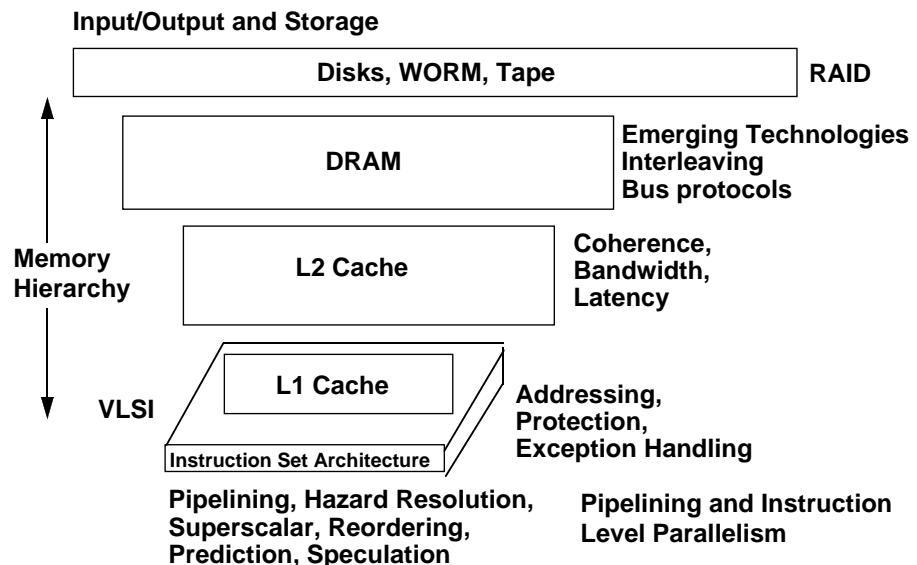 Input/Output and Storage
Disks, WORM, Tape
RAID
DRAM
Emerging Technologies
Interleaving
Bus protocols
Memory
Hierarchy
L2 Cache
Coherence,
Bandwidth,
Latency
L1 Cache
VLSI
Addressing,
Protection,
Exception Handling
Instruction Set Architecture
Pipelining, Hazard Resolution,
Superscalar, Reordering,
Prediction, Speculation
Pipelining and Instruction
Level Parallelism